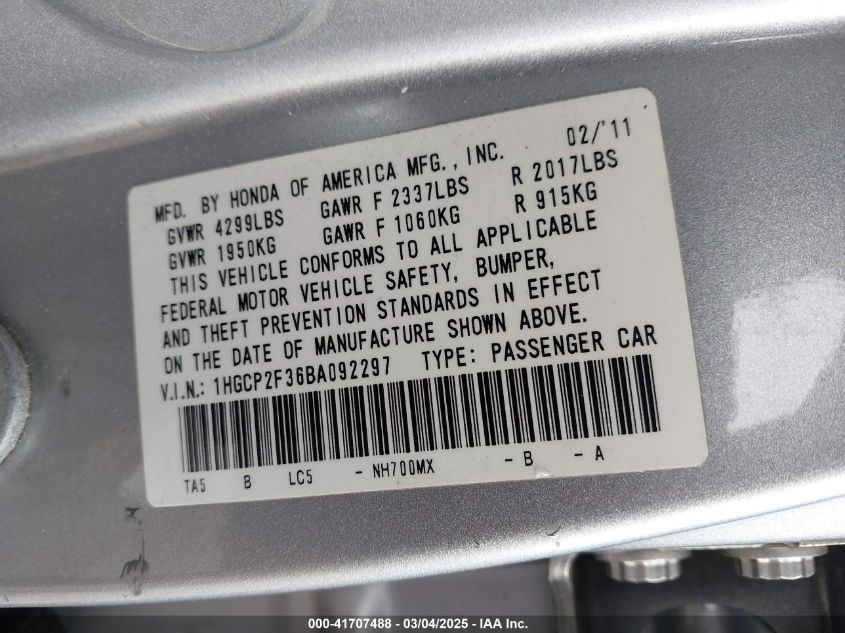 MFD. BY HONDA OF AMERICA MFG., INC. 02/'11
GVWR 4299LBS GAWR F 2337LBS R 2017LBS
GVWR 1950KG GAWR F 1060KG R 915KG
THIS VEHICLE CONFORMS TO ALL APPLICABLE
FEDERAL MOTOR VEHICLE SAFETY, BUMPER,
AND THEFT PREVENTION STANDARDS IN EFFECT
ON THE DATE OF MANUFACTURE SHOWN ABOVE.
V.I.N.: 1HGCP2F36BA092297 TYPE: PASSENGER CAR
TA5 B LC5 - NH700MX - B - A
000-41707488 - 03/04/2025 - IAA Inc.